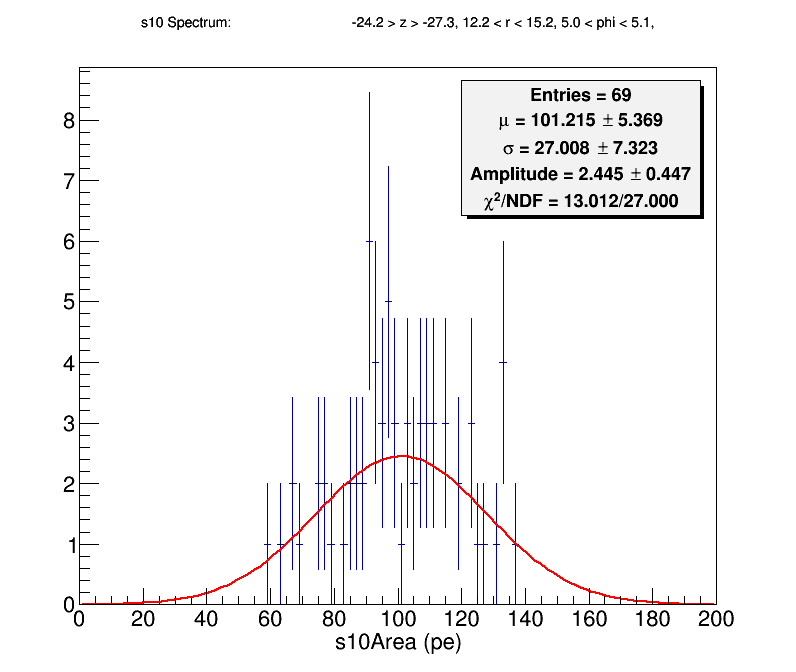 s10 Spectrum: -24.2 > z > -27.3, 12.2 < r < 15.2, 5.0 < phi < 5.1,
Entries = 69
μ = 101.215 ± 5.369
σ = 27.008 ± 7.323
Amplitude = 2.445 ± 0.447
χ²/NDF = 13.012/27.000
8
7
6
5
4
3
2
1
0
0 20 40 60 80 100 120 140 160 180 200
s10Area (pe)